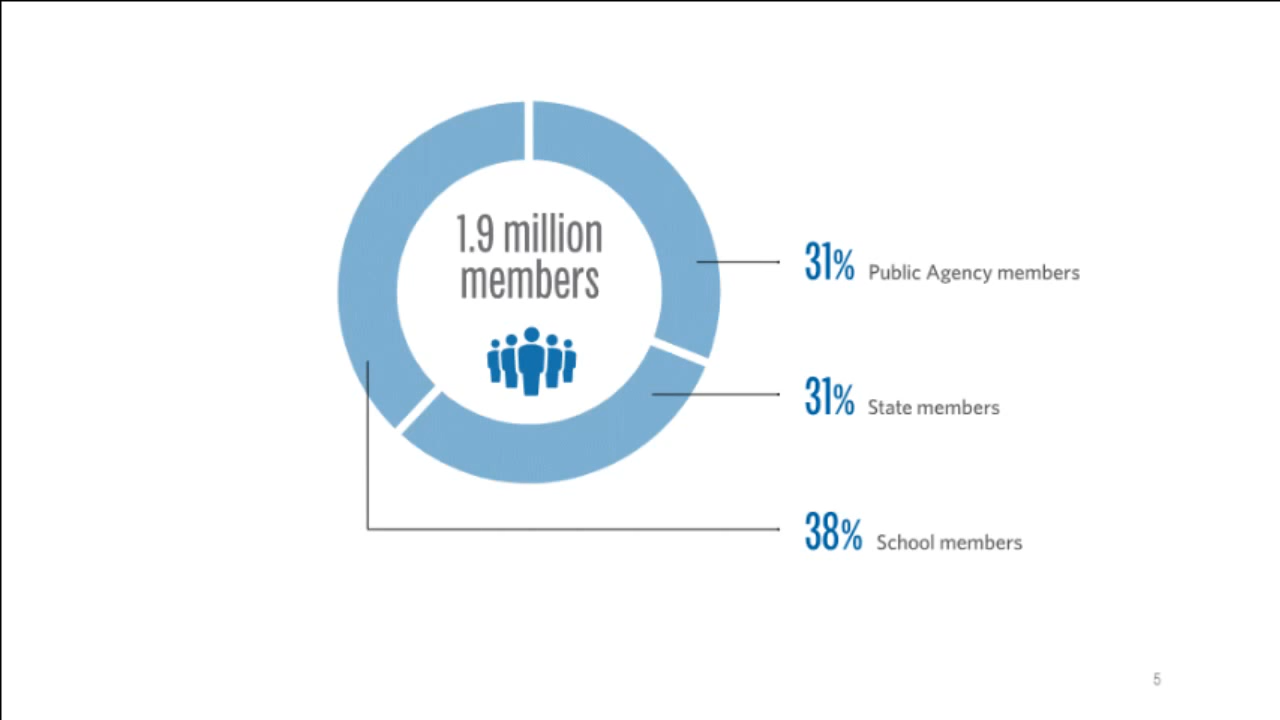 1.9 million
members
31% Public Agency members
31% State members
38% School members
5